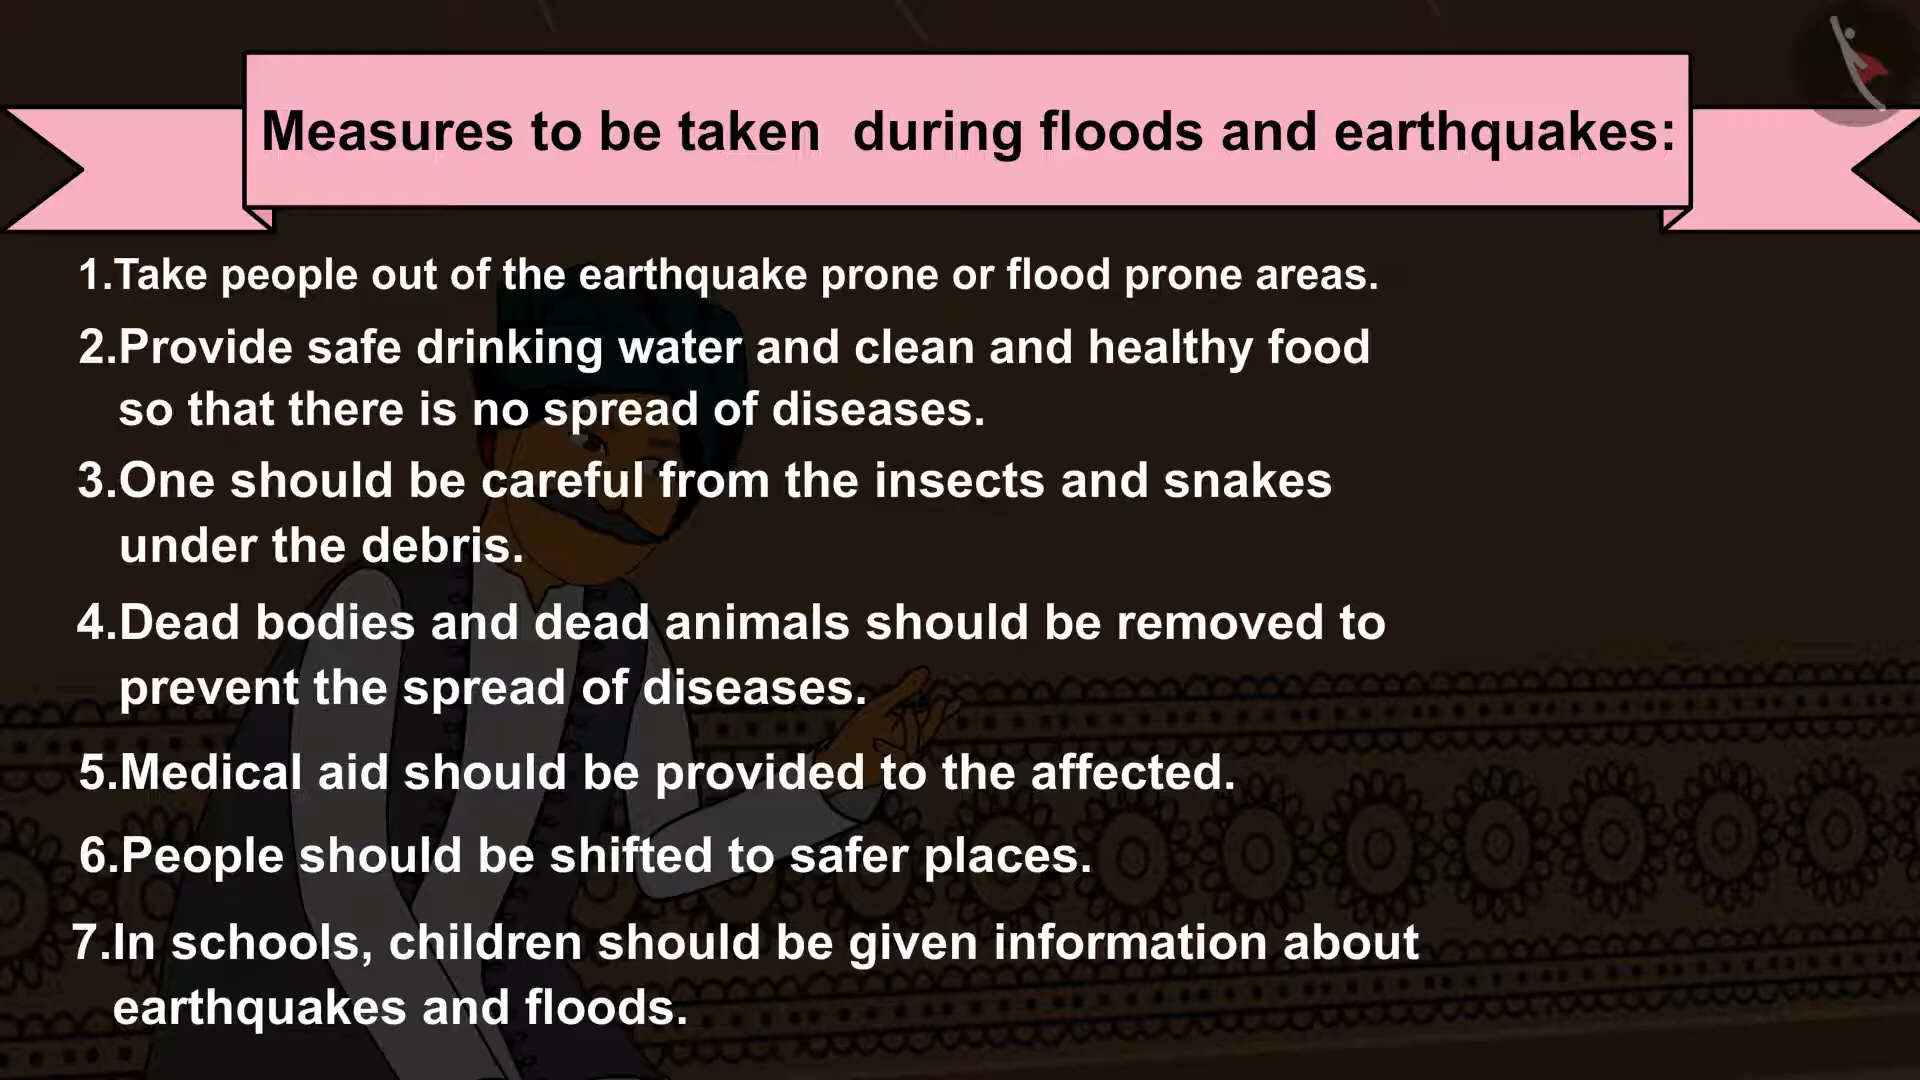 Measures to be taken  during floods and earthquakes:
1.Take people out of the earthquake prone or flood prone areas.
2.Provide safe drinking water and clean and healthy food
so that there is no spread of diseases.
3.One should be careful from the insects and snakes
under the debris.
4.Dead bodies and dead animals should be removed to
prevent the spread of diseases.
5.Medical aid should be provided to the affected.
6.People should be shifted to safer places.
7.In schools, children should be given information about
earthquakes and floods.